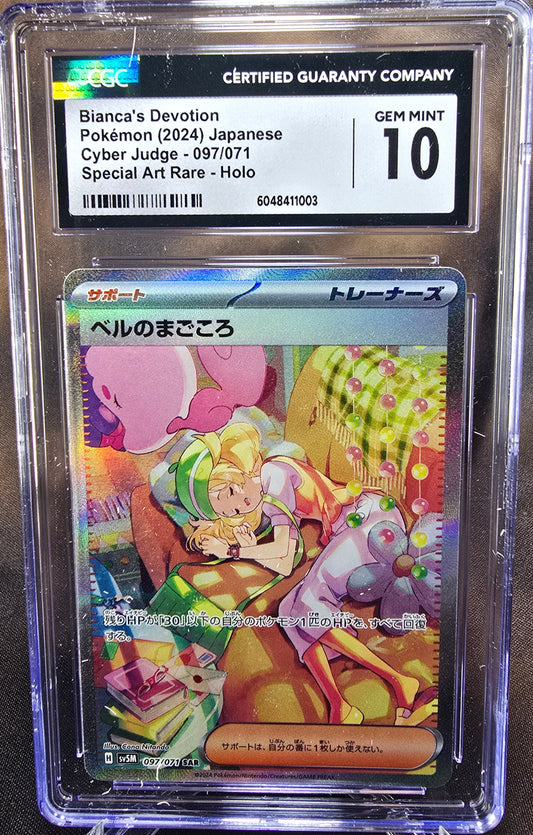 CGC
CERTIFIED GUARANTY COMPANY
Bianca's Devotion
Pokémon (2024) Japanese
Cyber Judge - 097/071
Special Art Rare - Holo
GEM MINT
10
6048411003
サポート
トレーナーズ
ベルのまごころ
残りHPが「30」以下の自分のポケモン1匹のHPを、すべて回復
する。
Illus. Cona Nitanda
サポートは、自分の番に1枚しか使えない。
H sv5M 097/071 SAR
©2024 Pokémon/Nintendo/Creatures/GAME FREAK